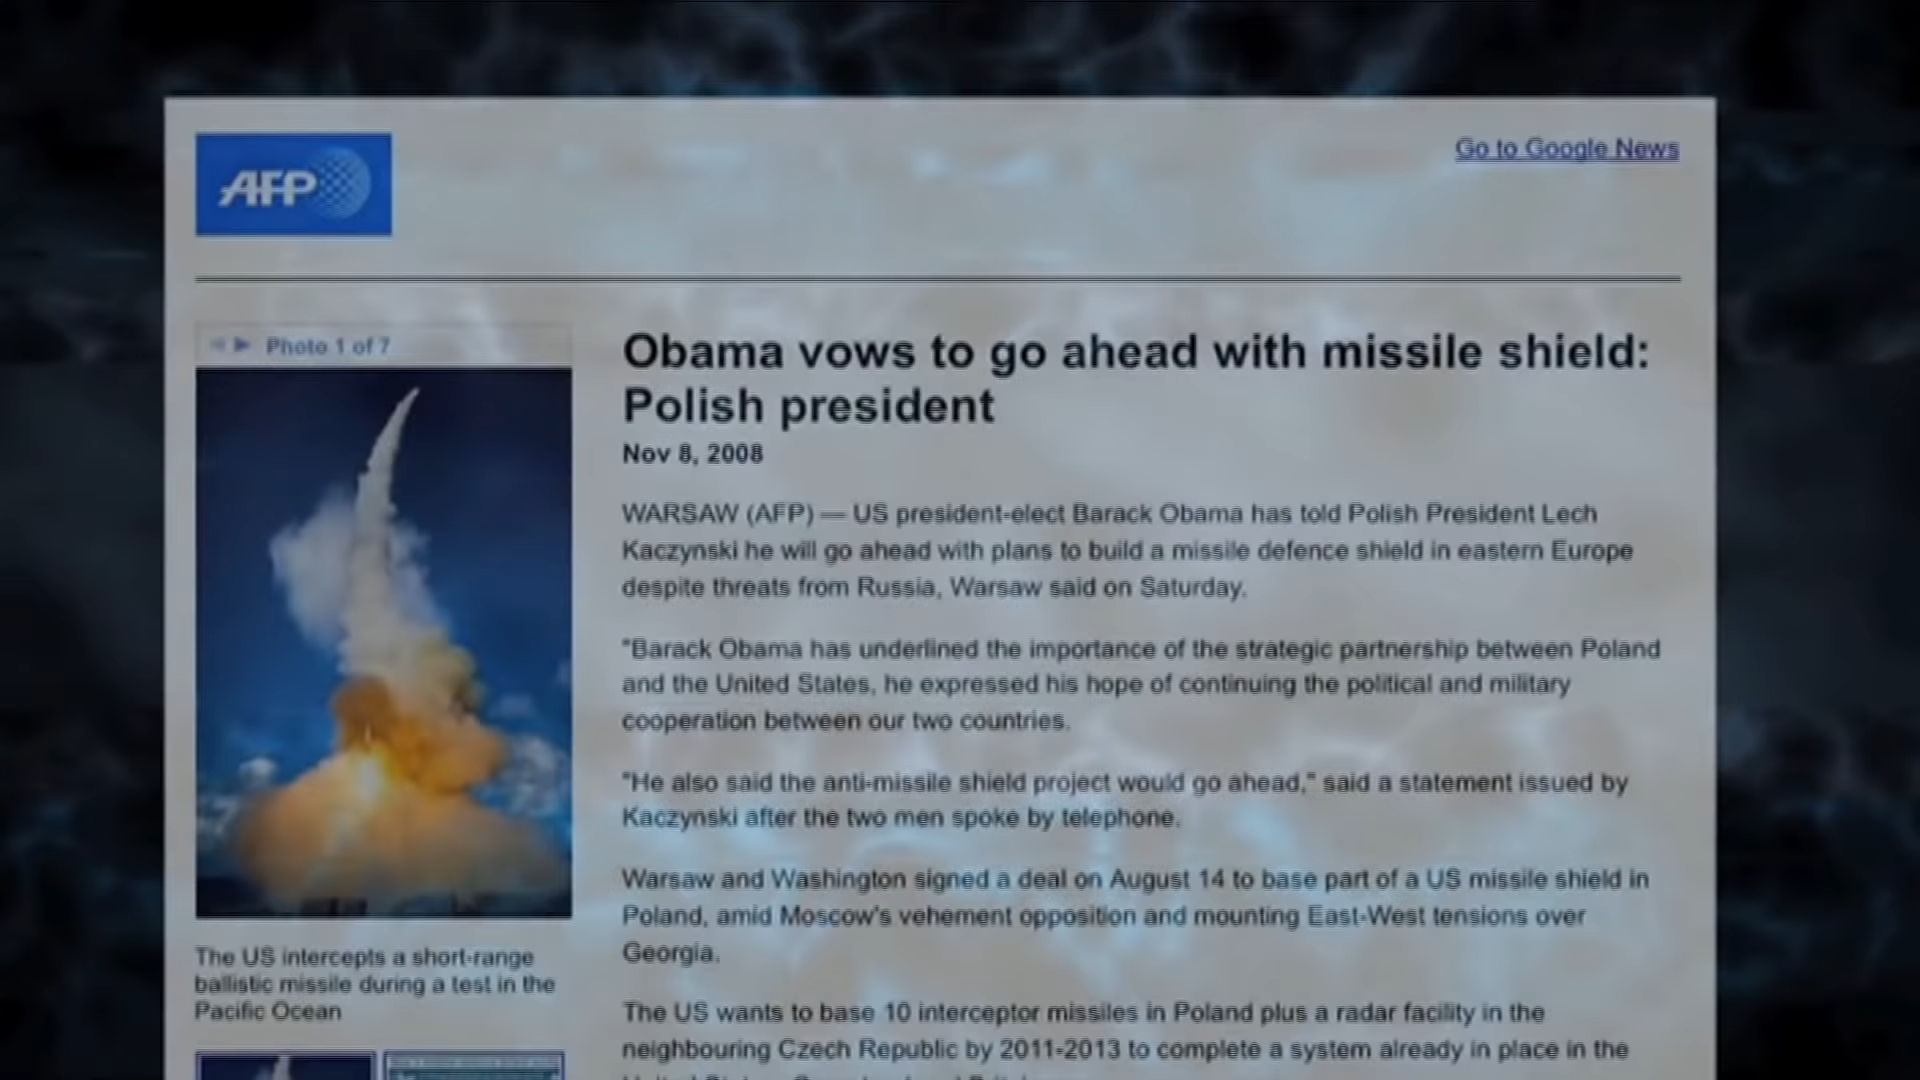 AFP
Go to Google News
Photo 1 of 7
Obama vows to go ahead with missile shield:
Polish president
Nov 8, 2008
WARSAW (AFP) — US president-elect Barack Obama has told Polish President Lech
Kaczynski he will go ahead with plans to build a missile defence shield in eastern Europe
despite threats from Russia, Warsaw said on Saturday.
"Barack Obama has underlined the importance of the strategic partnership between Poland
and the United States, he expressed his hope of continuing the political and military
cooperation between our two countries.
"He also said the anti-missile shield project would go ahead," said a statement issued by
Kaczynski after the two men spoke by telephone.
Warsaw and Washington signed a deal on August 14 to base part of a US missile shield in
Poland, amid Moscow's vehement opposition and mounting East-West tensions over
Georgia.
The US wants to base 10 interceptor missiles in Poland plus a radar facility in the
neighbouring Czech Republic by 2011-2013 to complete a system already in place in the
The US intercepts a short-range
ballistic missile during a test in the
Pacific Ocean